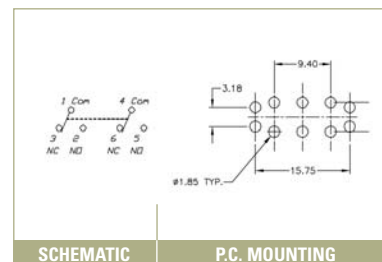 1 Com 4 Com
3 2 6 5
NC NO NC NO
9.40
3.18
15.75
ø1.85 TYP.
SCHEMATIC
P.C. MOUNTING